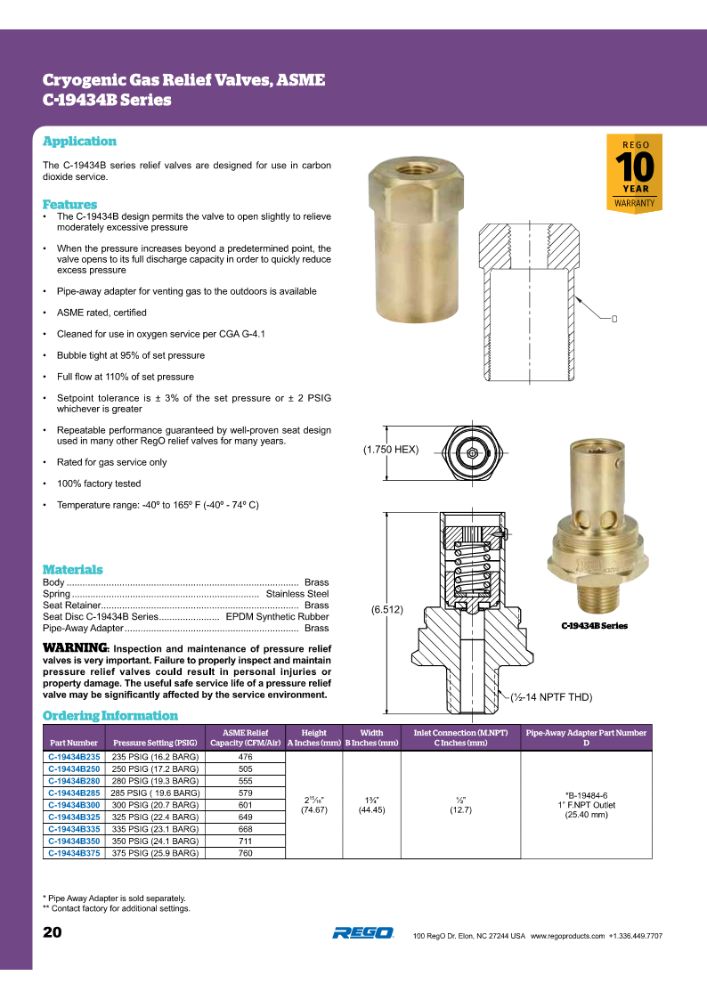 Cryogenic Gas Relief Valves, ASME
C-19434B Series
Application
The C-19434B series relief valves are designed for use in carbon
dioxide service.
Features
• The C-19434B design permits the valve to open slightly to relieve
moderately excessive pressure
• When the pressure increases beyond a predetermined point, the
valve opens to its full discharge capacity in order to quickly reduce
excess pressure
• Pipe-away adapter for venting gas to the outdoors is available
• ASME rated, certified
• Cleaned for use in oxygen service per CGA G-4.1
• Bubble tight at 95% of set pressure
• Full flow at 110% of set pressure
• Setpoint tolerance is ± 3% of the set pressure or ± 2 PSIG
whichever is greater
• Repeatable performance guaranteed by well-proven seat design
used in many other RegO relief valves for many years.
• Rated for gas service only
• 100% factory tested
• Temperature range: -40º to 165º F (-40º - 74º C)
Materials
Body ........ Brass
Spring ........ Stainless Steel
Seat Retainer........ Brass
Seat Disc C-19434B Series........ EPDM Synthetic Rubber
Pipe-Away Adapter........ Brass
WARNING: Inspection and maintenance of pressure relief
valves is very important. Failure to properly inspect and maintain
pressure relief valves could result in personal injuries or
property damage. The useful safe service life of a pressure relief
valve may be significantly affected by the service environment.
REGO
10
YEAR
WARRANTY
(1.750 HEX)
(6.512)
C-19434B Series
(½-14 NPTF THD)
Ordering Information
Part Number Pressure Setting (PSIG) ASME Relief Capacity (CFM/Air) Height A Inches (mm) Width B Inches (mm) Inlet Connection (M.NPT) C Inches (mm) Pipe-Away Adapter Part Number D
C-19434B235 235 PSIG (16.2 BARG) 476
C-19434B250 250 PSIG (17.2 BARG) 505
C-19434B280 280 PSIG (19.3 BARG) 555
C-19434B285 285 PSIG ( 19.6 BARG) 579
C-19434B300 300 PSIG (20.7 BARG) 601
C-19434B325 325 PSIG (22.4 BARG) 649
C-19434B335 335 PSIG (23.1 BARG) 668
C-19434B350 350 PSIG (24.1 BARG) 711
C-19434B375 375 PSIG (25.9 BARG) 760
2¹⁵⁄₁₆" (74.67)
1¾" (44.45)
½" (12.7)
*B-19484-6
1" F.NPT Outlet
(25.40 mm)
* Pipe Away Adapter is sold separately.
** Contact factory for additional settings.
20
REGO
100 RegO Dr. Elon, NC 27244 USA www.regoproducts.com +1.336.449.7707